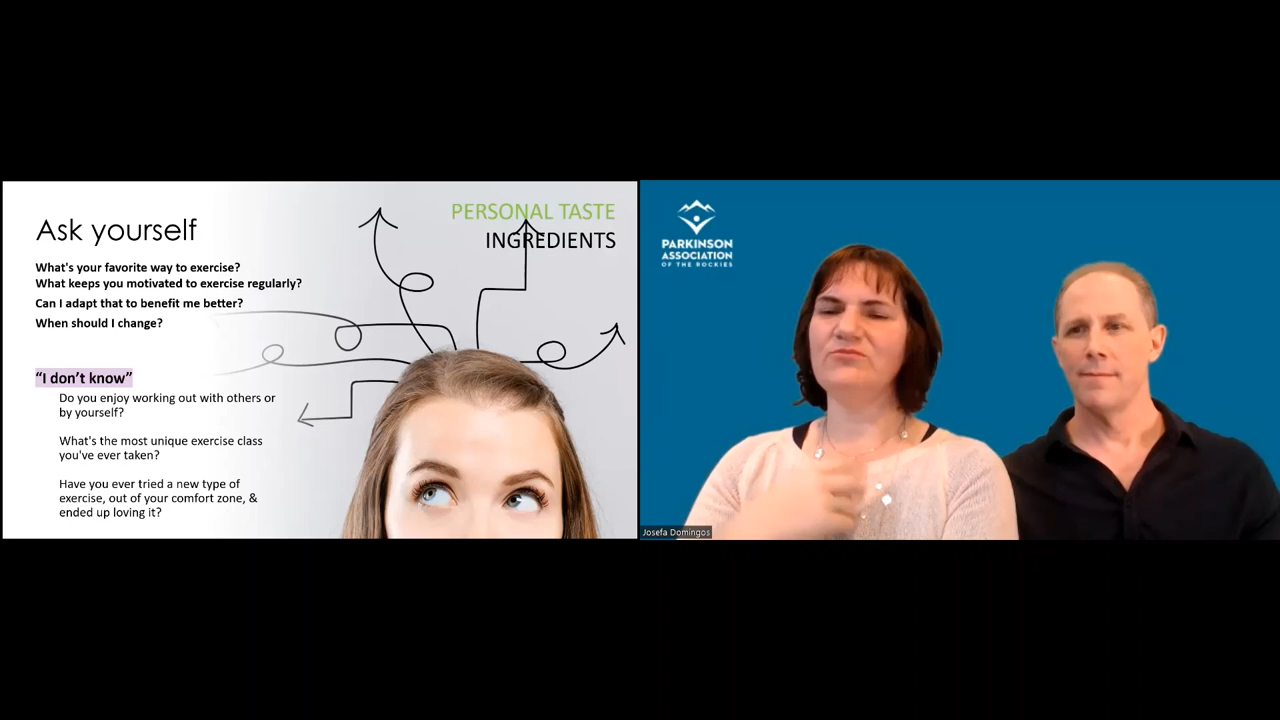 PERSONAL TASTE
INGREDIENTS
Ask yourself
What's your favorite way to exercise?
What keeps you motivated to exercise regularly?
Can I adapt that to benefit me better?
When should I change?
“I don’t know”
Do you enjoy working out with others or
by yourself?
What's the most unique exercise class
you've ever taken?
Have you ever tried a new type of
exercise, out of your comfort zone, &
ended up loving it?
PARKINSON
ASSOCIATION
OF THE ROCKIES
Josefa Domingos